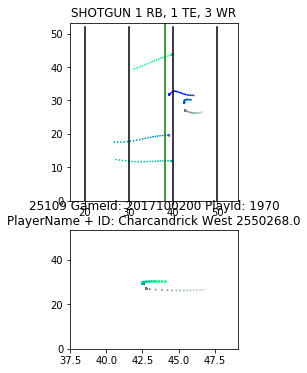 SHOTGUN 1 RB, 1 TE, 3 WR
50
40
30
20
10
0
20 30 40 50
25109 GameId: 2017100200 PlayId: 1970
PlayerName + ID: Charcandrick West 2550268.0
40
20
0
37.5 40.0 42.5 45.0 47.5